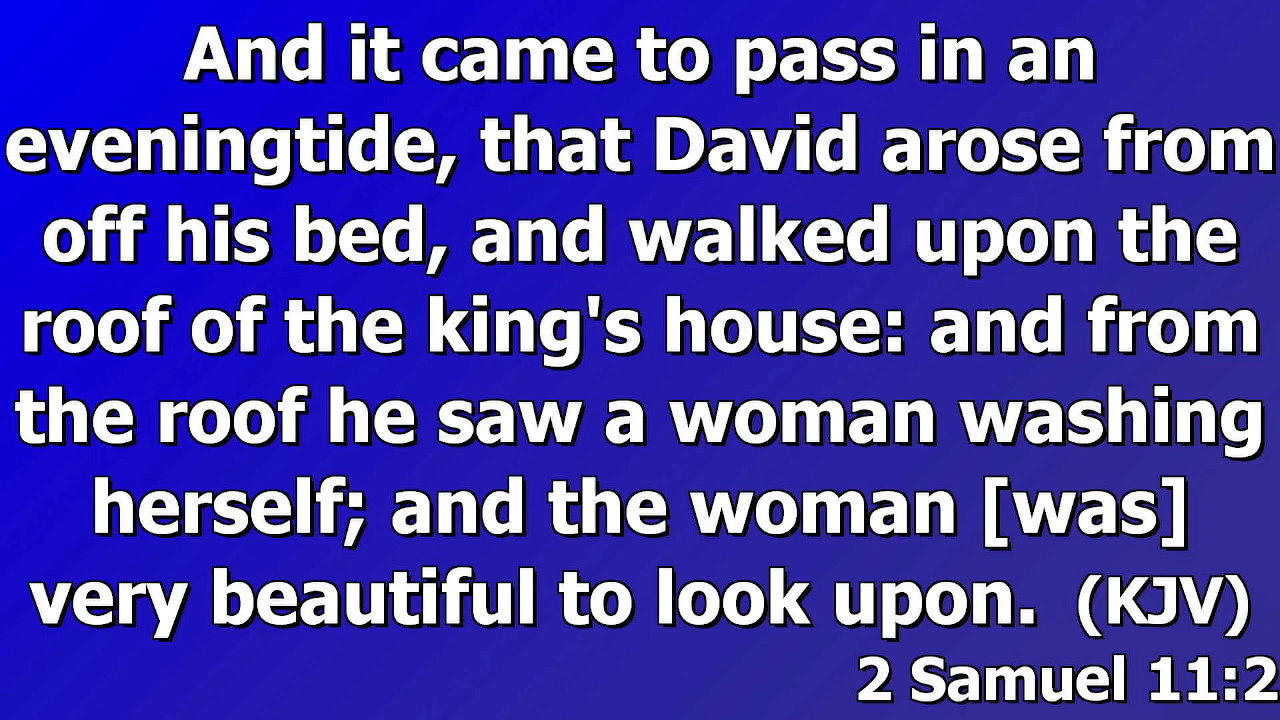 And it came to pass in an
eveningtide, that David arose from
off his bed, and walked upon the
roof of the king's house: and from
the roof he saw a woman washing
herself; and the woman [was]
very beautiful to look upon. (KJV)
2 Samuel 11:2